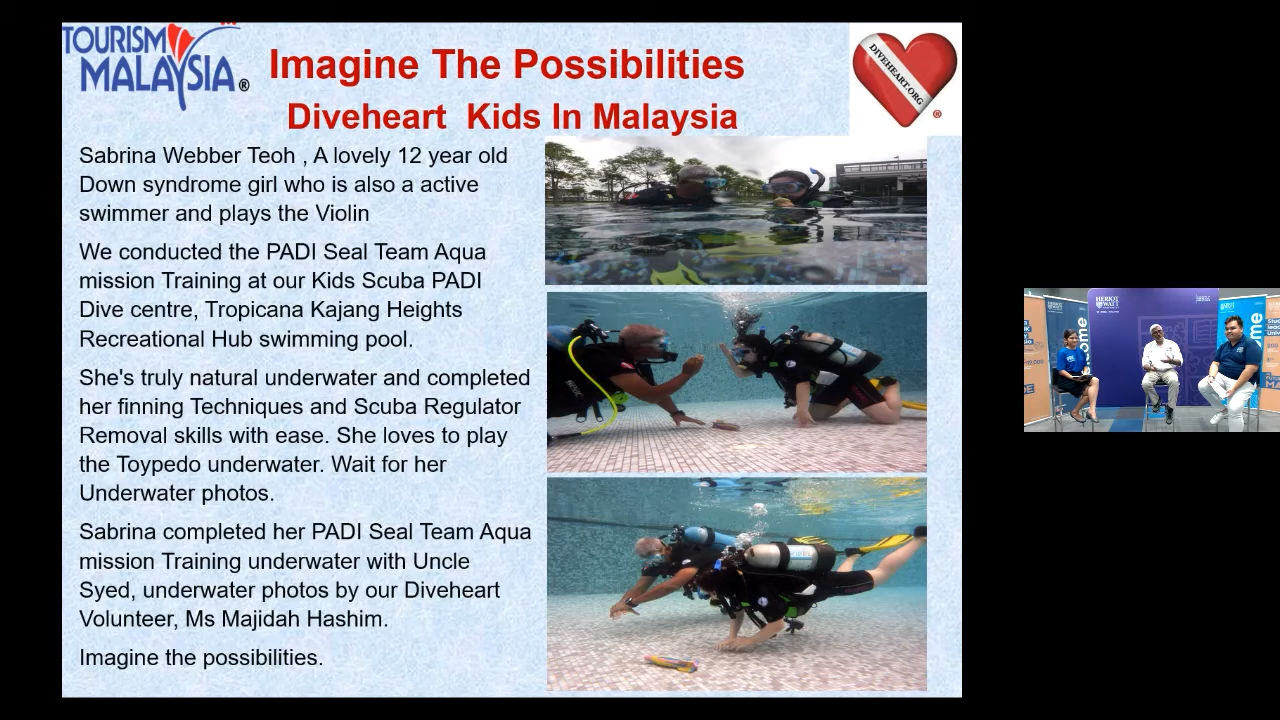 TOURISM
MALAYSIA®
Imagine The Possibilities
Diveheart Kids In Malaysia
DIVEHEART.ORG
®
Sabrina Webber Teoh , A lovely 12 year old
Down syndrome girl who is also a active
swimmer and plays the Violin
We conducted the PADI Seal Team Aqua
mission Training at our Kids Scuba PADI
Dive centre, Tropicana Kajang Heights
Recreational Hub swimming pool.
She's truly natural underwater and completed
her finning Techniques and Scuba Regulator
Removal skills with ease. She loves to play
the Toypedo underwater. Wait for her
Underwater photos.
Sabrina completed her PADI Seal Team Aqua
mission Training underwater with Uncle
Syed, underwater photos by our Diveheart
Volunteer, Ms Majidah Hashim.
Imagine the possibilities.
HERIOT
WATT